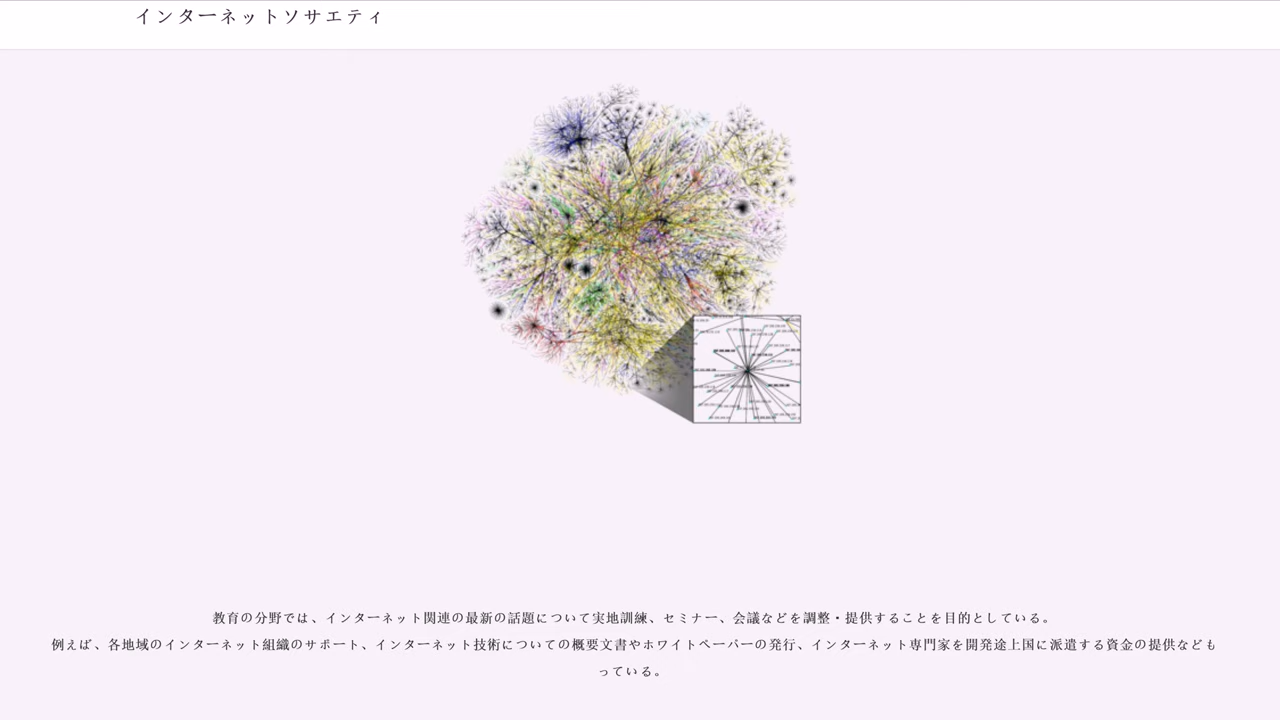 インターネットソサエティ
教育の分野では、インターネット関連の最新の話題について実地訓練、セミナー、会議などを調整・提供することを目的としている。
例えば、各地域のインターネット組織のサポート、インターネット技術についての概要文書やホワイトペーパーの発行、インターネット専門家を開発途上国に派遣する資金の提供なども
っている。